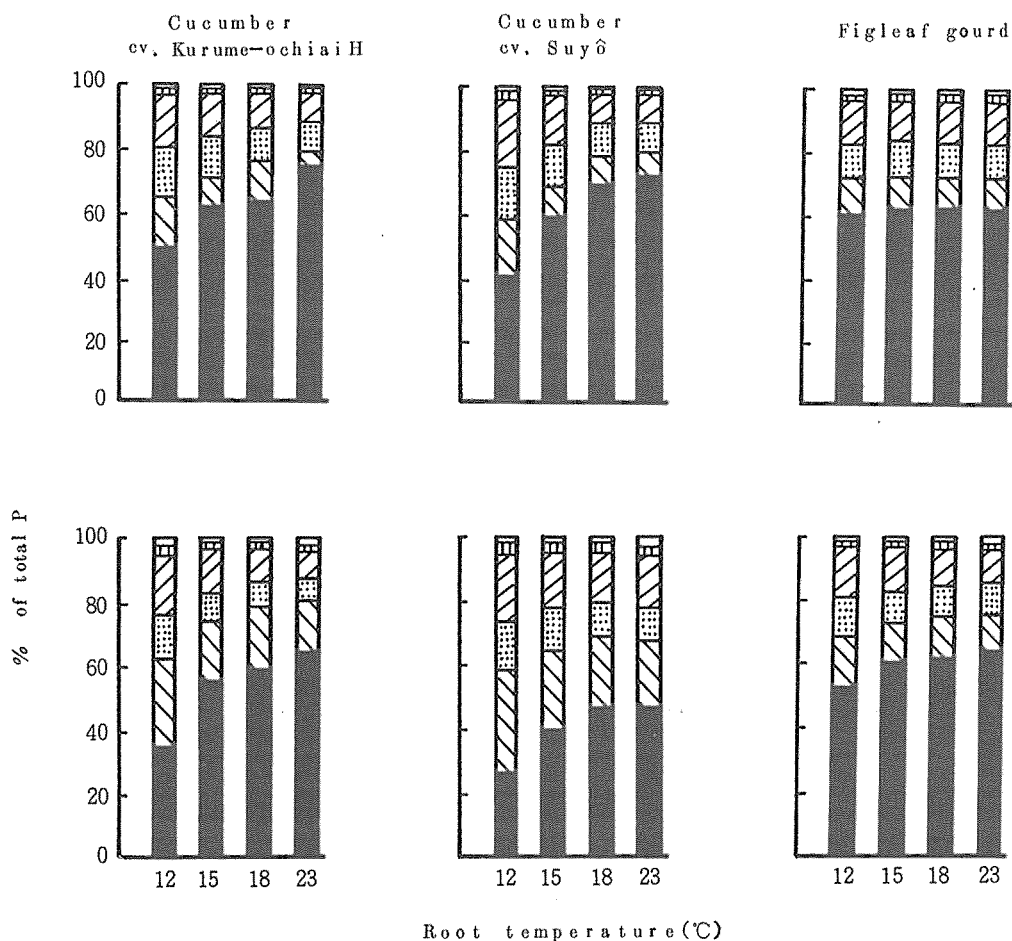 Cucumber
cv. Kurume-ochiai H
Cucumber
cv. Suyô
Figleaf gourd
100
80
60
40
20
0
% of total P
100
80
60
40
20
0
12 15 18 23
12 15 18 23
12 15 18 23
Root temperature (℃)